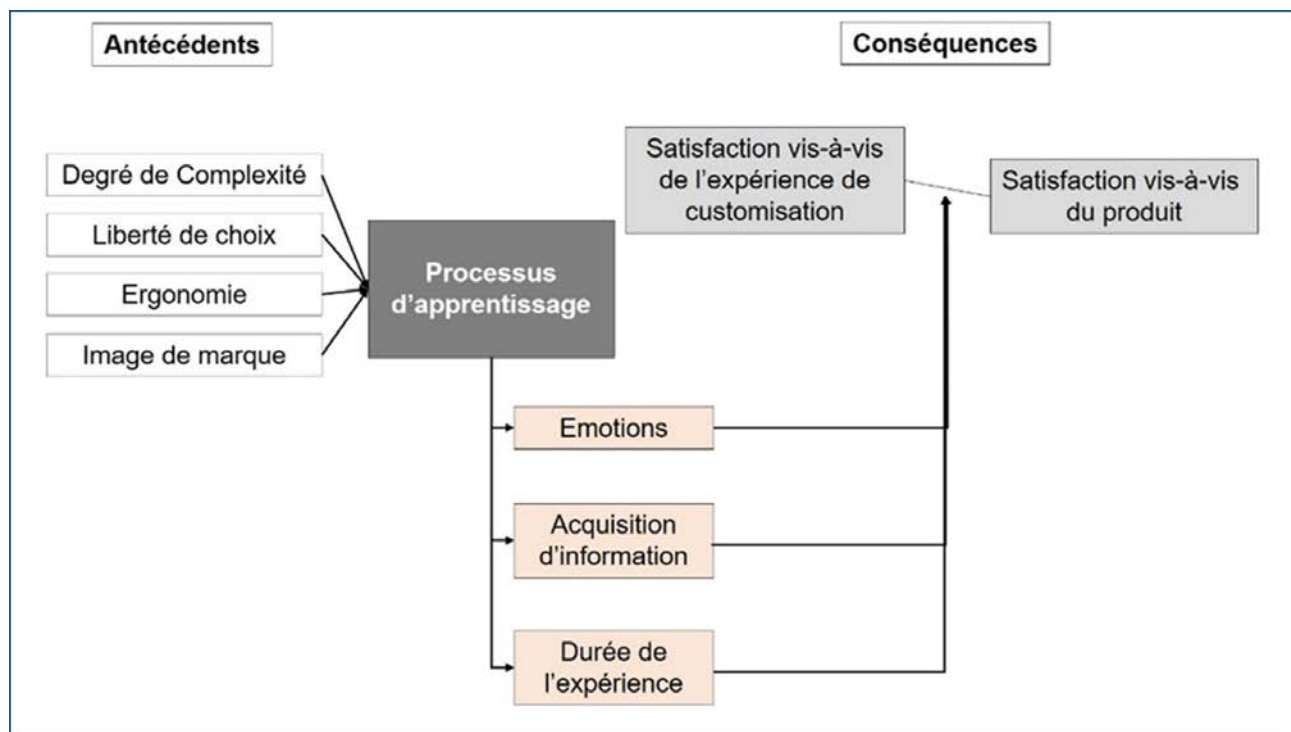 Antécédents
Conséquences
Degré de Complexité
Liberté de choix
Ergonomie
Image de marque
Processus
d'apprentissage
Satisfaction vis-à-vis
de l'expérience de
customisation
Satisfaction vis-à-vis
du produit
Emotions
Acquisition
d'information
Durée de
l'expérience